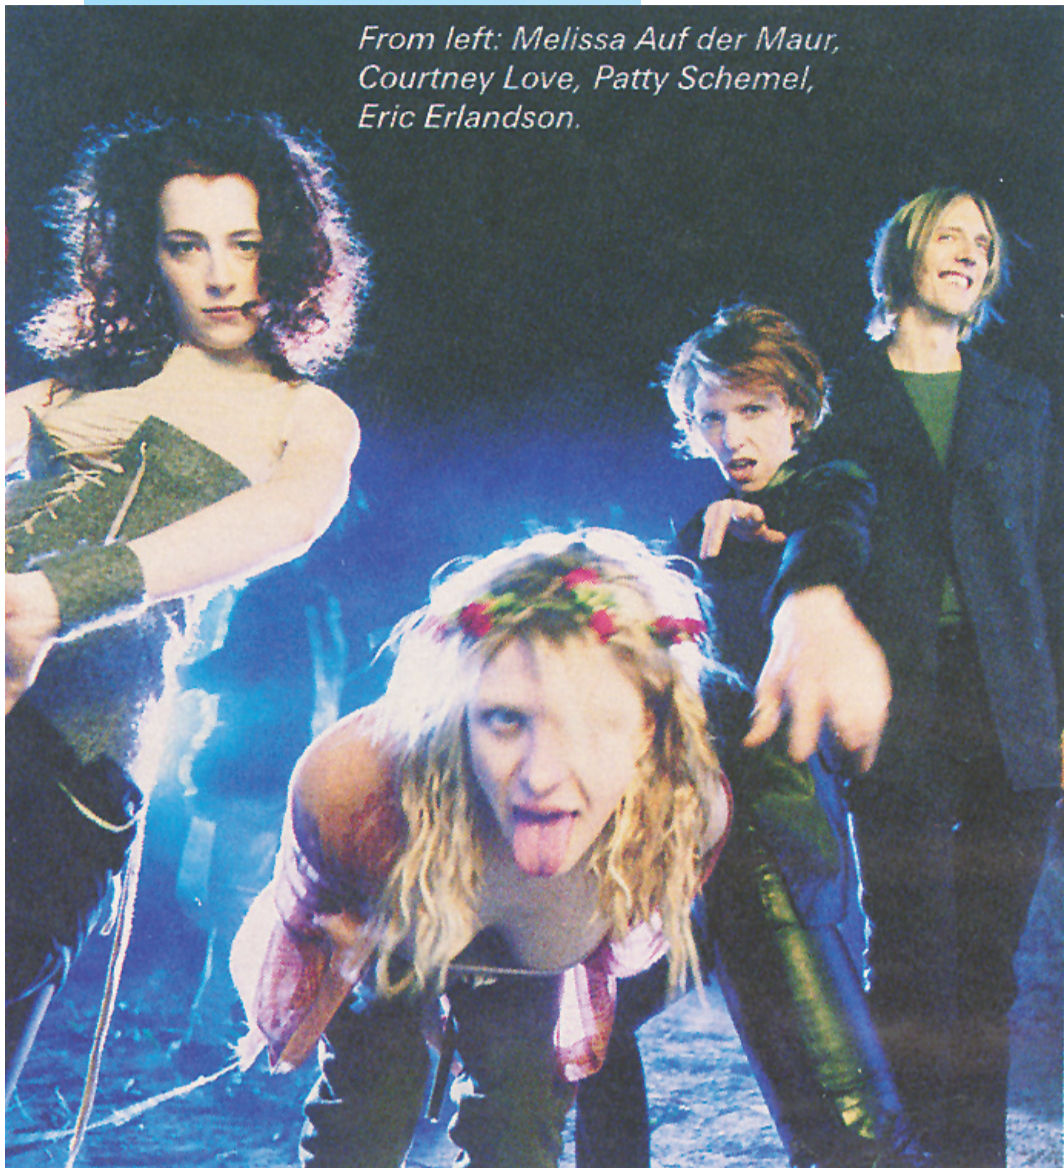 From left: Melissa Auf der Maur,
Courtney Love, Patty Schemel,
Eric Erlandson.